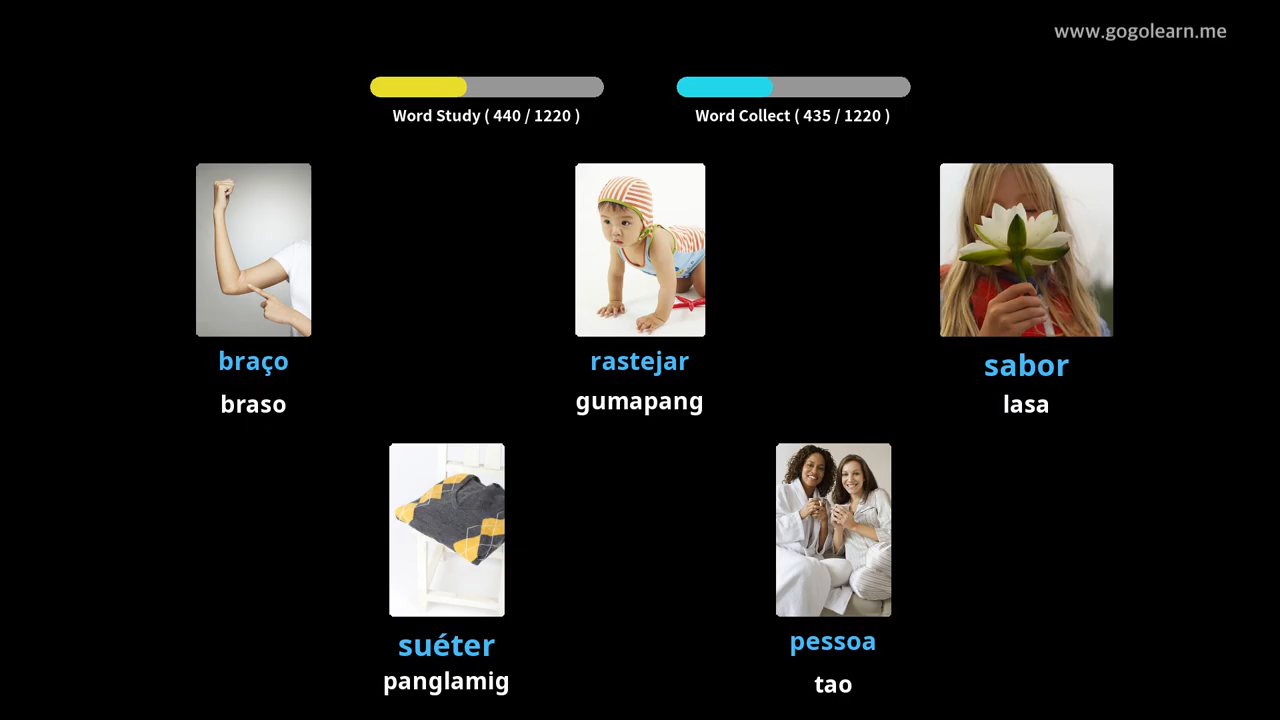 www.gogolearn.me
Word Study ( 440 / 1220 )
Word Collect ( 435 / 1220 )
braço
braso
rastejar
gumapang
sabor
lasa
suéter
panglamig
pessoa
tao